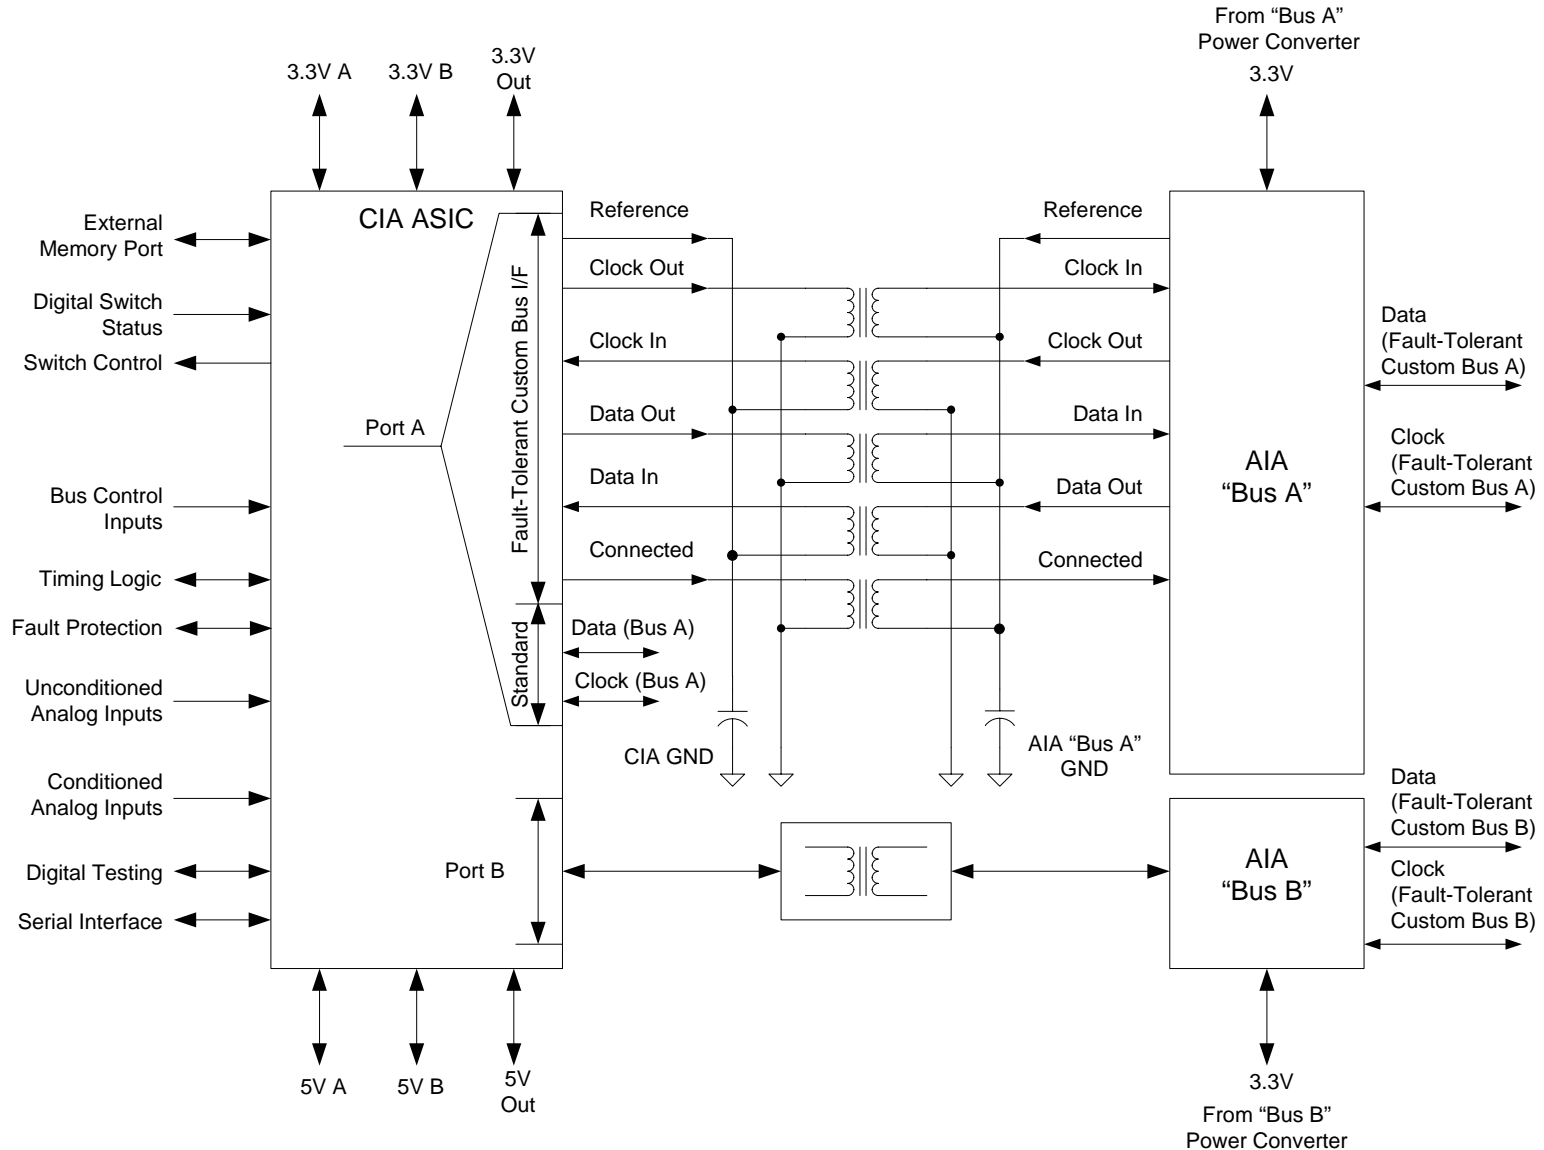 From “Bus A”
Power Converter
3.3V
3.3V A
3.3V B
3.3V
Out
CIA ASIC
External
Memory Port
Digital Switch
Status
Switch Control
Bus Control
Inputs
Timing Logic
Fault Protection
Unconditioned
Analog Inputs
Conditioned
Analog Inputs
Digital Testing
Serial Interface
Port A
Fault-Tolerant Custom Bus I/F
Standard
Port B
Reference
Clock Out
Clock In
Data Out
Data In
Connected
Data (Bus A)
Clock (Bus A)
CIA GND
Reference
Clock In
Clock Out
Data In
Data Out
Connected
AIA “Bus A”
GND
AIA
“Bus A”
Data
(Fault-Tolerant
Custom Bus A)
Clock
(Fault-Tolerant
Custom Bus A)
AIA
“Bus B”
Data
(Fault-Tolerant
Custom Bus B)
Clock
(Fault-Tolerant
Custom Bus B)
5V A
5V B
5V
Out
3.3V
From “Bus B”
Power Converter